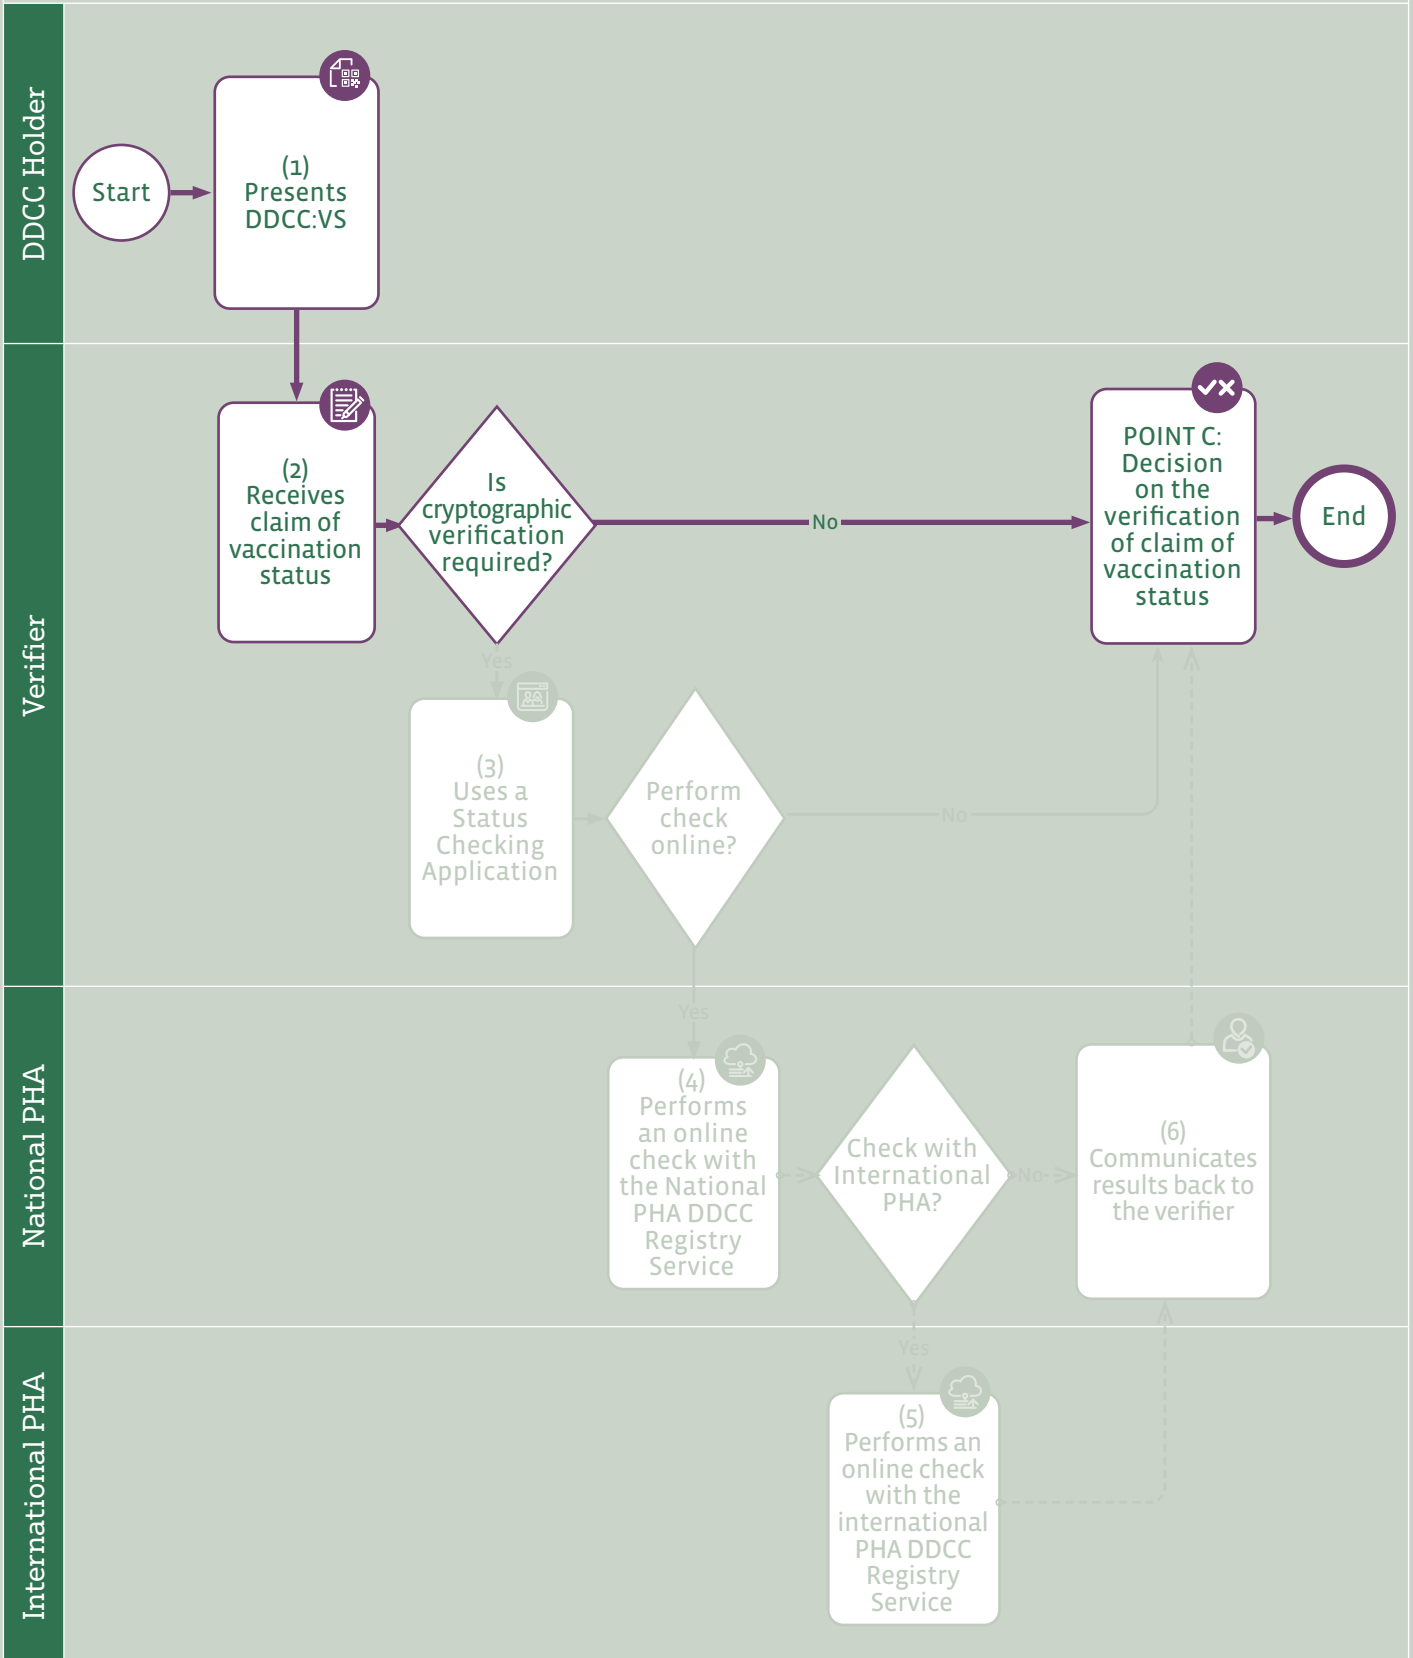 DDCC Holder
Start
(1)
Presents
DDCC:VS
Verifier
(2)
Receives
claim of
vaccination
status
Is
cryptographic
verification
required?
No
POINT C:
Decision
on the
verification
of claim of
vaccination
status
End
Yes
(3)
Uses a
Status
Checking
Application
Perform
check
online?
No
Yes
National PHA
(4)
Performs
an online
check with
the National
PHA DDCC
Registry
Service
Check with
International
PHA?
No
(6)
Communicates
results back to
the verifier
Yes
International PHA
(5)
Performs an
online check
with the
international
PHA DDCC
Registry
Service